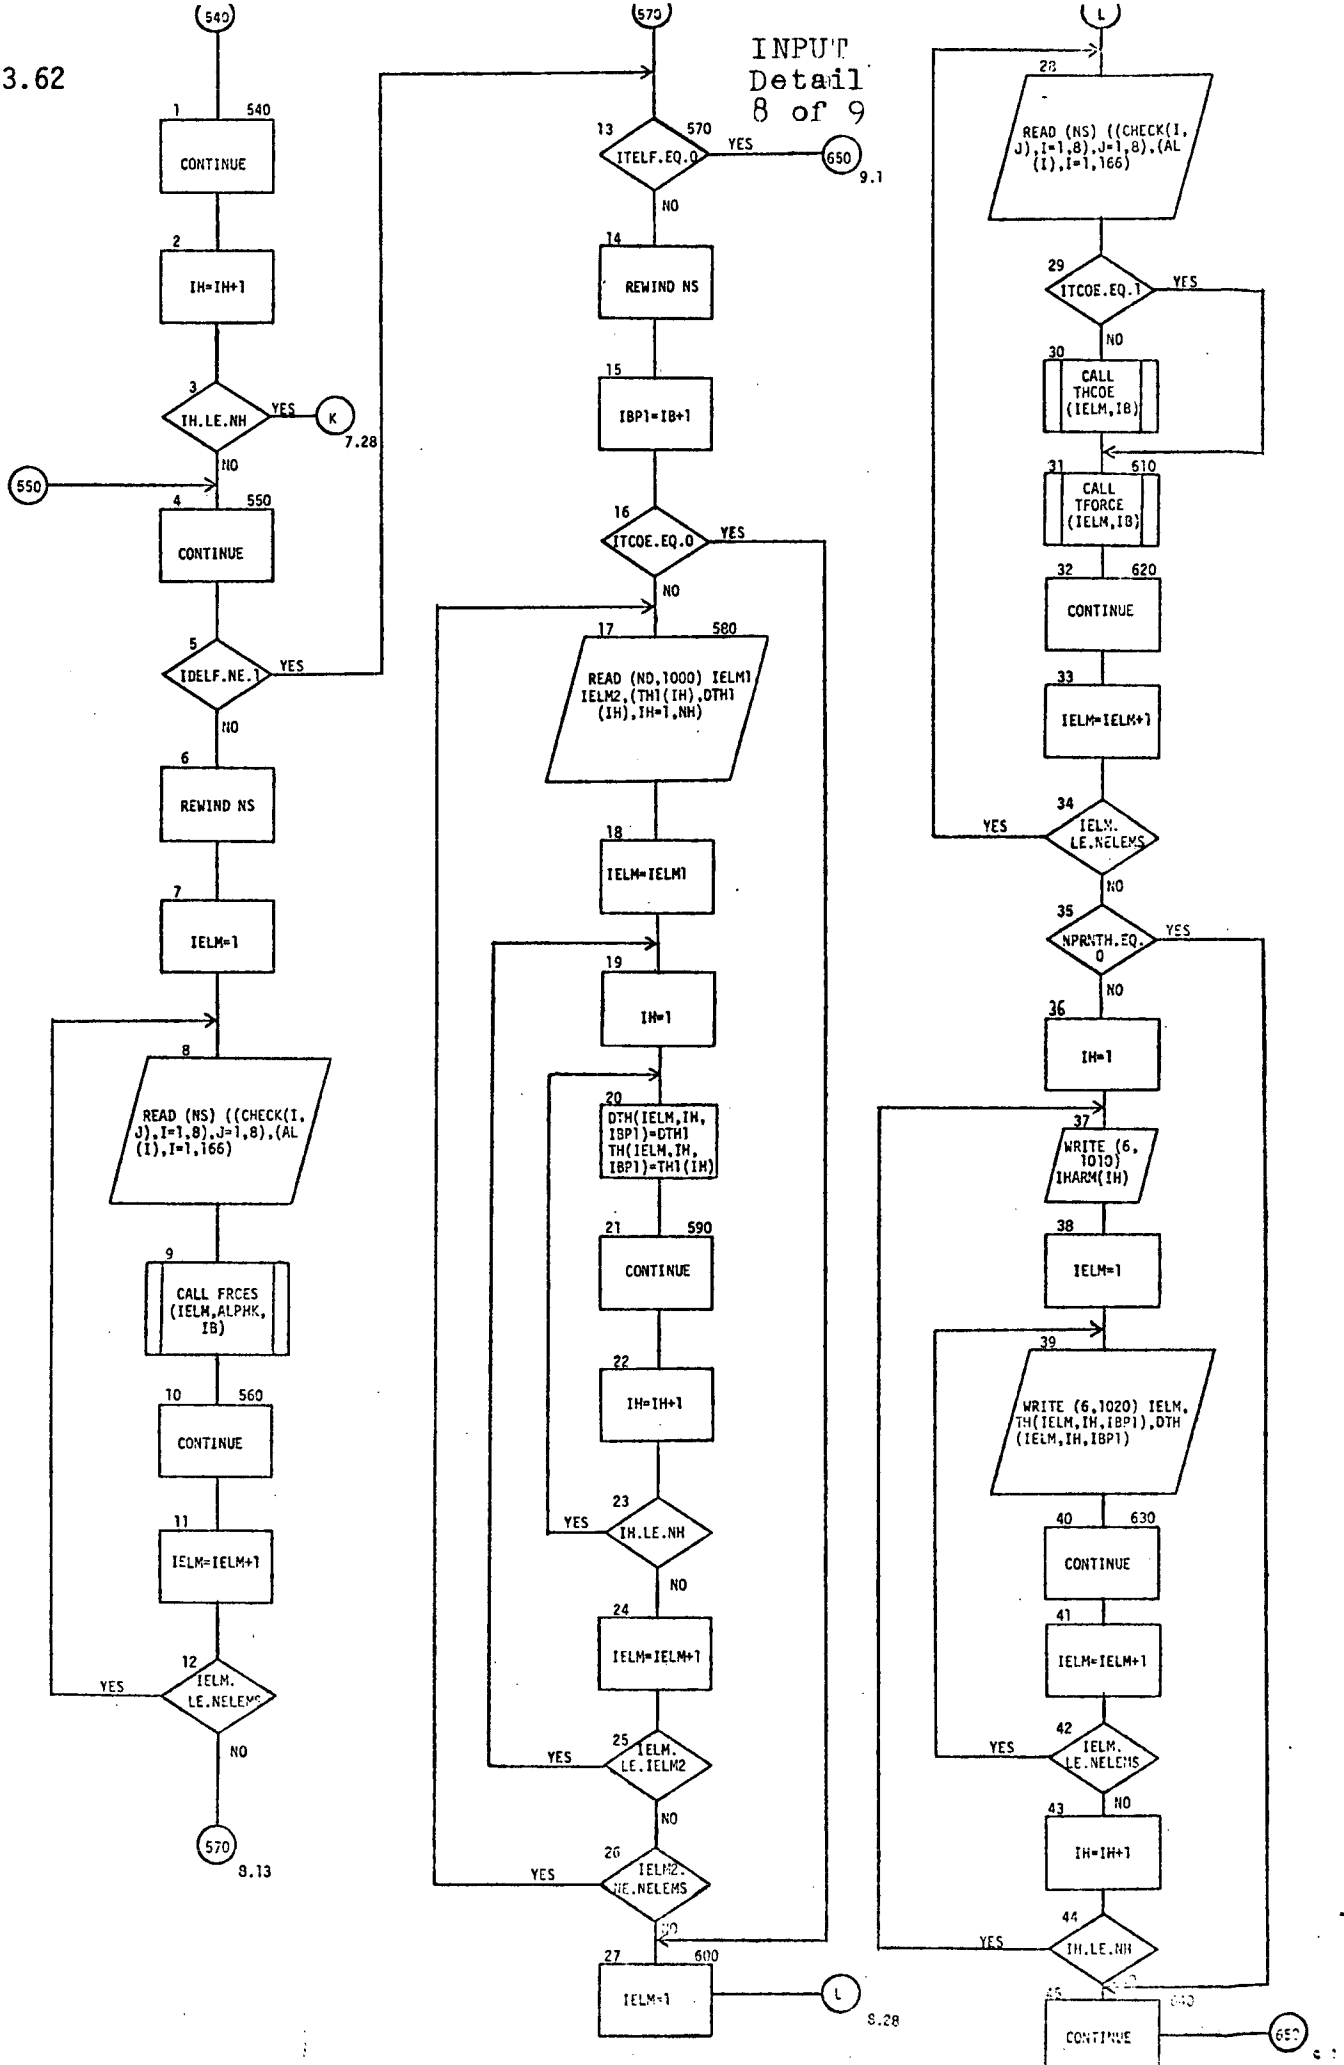 3.62
INPUT
Detail
8 of 9
540
1 540
CONTINUE
2
IH=IH+1
3
IH.LE.NH
YES
K
7.28
NO
550
4 550
CONTINUE
5
IDELF.NE.1
YES
NO
6
REWIND NS
7
IELM=1
8
READ (NS) ((CHECK(I,
J),I=1,8),J=1,8),(AL
(I),I=1,166)
9
CALL FRCES
(IELM,ALPHK,
IB)
10 560
CONTINUE
11
IELM=IELM+1
12
IELM.
LE.NELEMS
YES
NO
570
8.13
570
13 570
ITELF.EQ.0
YES
650
9.1
NO
14
REWIND NS
15
IBP1=IB+1
16
ITCOE.EQ.0
YES
NO
17 580
READ (ND,1000) IELM1
IELM2,(TH1(IH),DTH1
(IH),IH=1,NH)
18
IELM=IELM1
19
IH=1
20
DTH(IELM,IH,
IBP1)=DTH1
TH(IELM,IH,
IBP1)=TH1(IH)
21 590
CONTINUE
22
IH=IH+1
23
IH.LE.NH
YES
NO
24
IELM=IELM+1
25
IELM.
LE.IELM2
YES
NO
26
IELM2.
NE.NELEMS
YES
NO
27 600
IELM=1
L
8.28
L
28
READ (NS) ((CHECK(I,
J),I=1,8),J=1,8),(AL
(I),I=1,166)
29
ITCOE.EQ.1
YES
NO
30
CALL
THCOE
(IELM,IB)
31 610
CALL
TFORCE
(IELM,IB)
32 620
CONTINUE
33
IELM=IELM+1
34
IELM.
LE.NELEMS
YES
NO
35
NPRNTH.EQ.
0
YES
NO
36
IH=1
37
WRITE (6,
1010)
IHARM(IH)
38
IELM=1
39
WRITE (6,1020) IELM,
TH(IELM,IH,IBP1),DTH
(IELM,IH,IBP1)
40 630
CONTINUE
41
IELM=IELM+1
42
IELM.
LE.NELEMS
YES
NO
43
IH=IH+1
44
IH.LE.NH
YES
45 640
CONTINUE